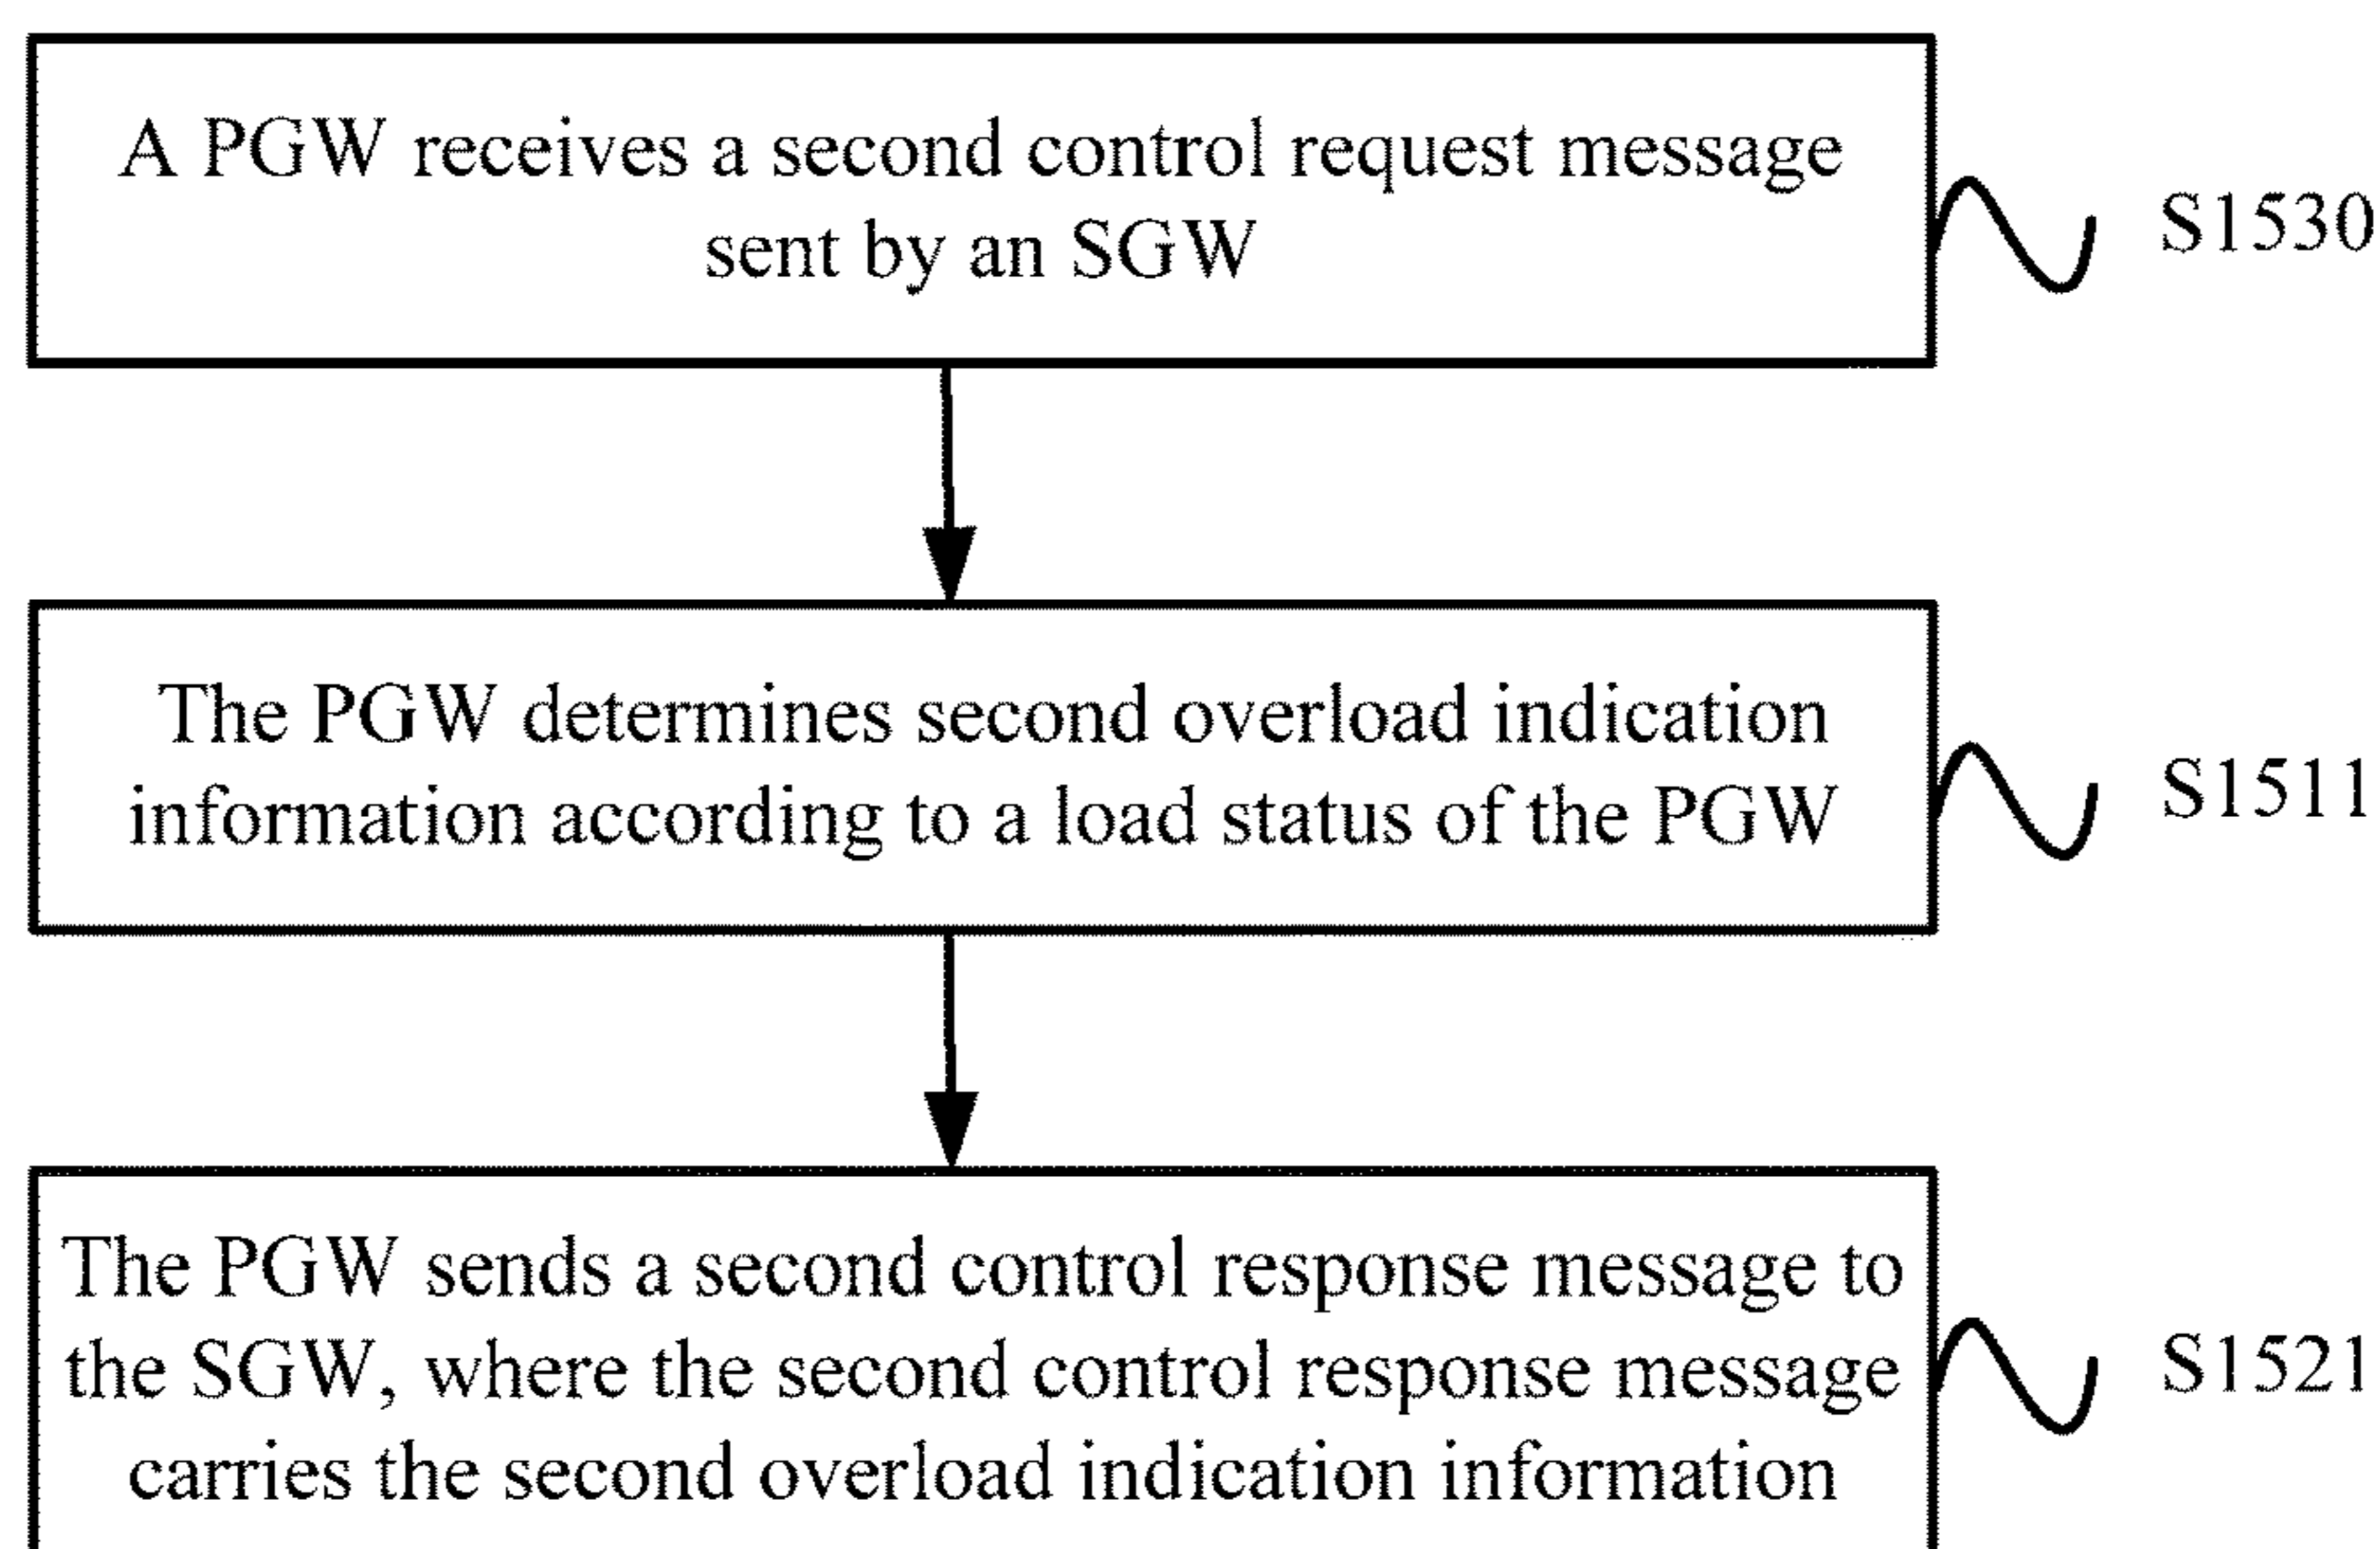 A PGW receives a second control request message
sent by an SGW
S1530
The PGW determines second overload indication
information according to a load status of the PGW
S1511
The PGW sends a second control response message to
the SGW, where the second control response message
carries the second overload indication information
S1521